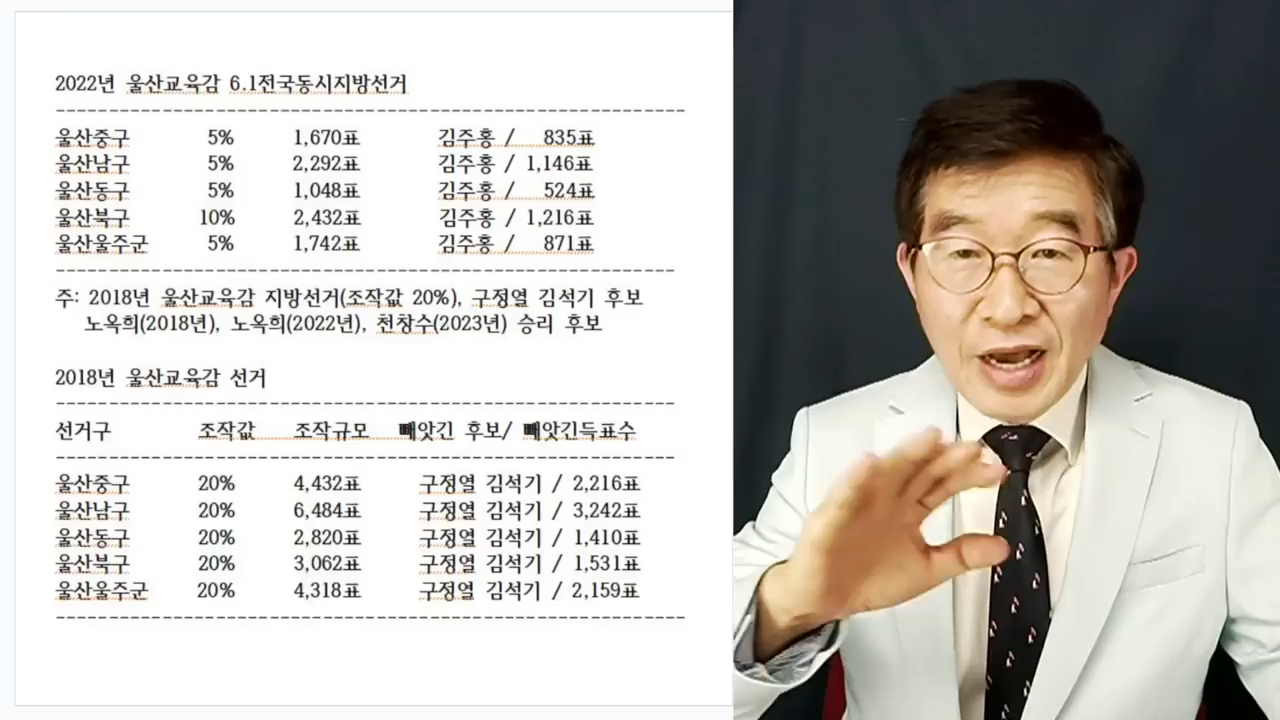 2022년 울산교육감 6.1전국동시지방선거
울산중구 5% 1,670표 김주홍 / 835표
울산남구 5% 2,292표 김주홍 / 1,146표
울산동구 5% 1,048표 김주홍 / 524표
울산북구 10% 2,432표 김주홍 / 1,216표
울산울주군 5% 1,742표 김주홍 / 871표
주: 2018년 울산교육감 지방선거(조작값 20%), 구정열 김석기 후보
노옥희(2018년), 노옥희(2022년), 천창수(2023년) 승리 후보
2018년 울산교육감 선거
선거구 조작값 조작규모 빼앗긴 후보/ 빼앗긴득표수
울산중구 20% 4,432표 구정열 김석기 / 2,216표
울산남구 20% 6,484표 구정열 김석기 / 3,242표
울산동구 20% 2,820표 구정열 김석기 / 1,410표
울산북구 20% 3,062표 구정열 김석기 / 1,531표
울산울주군 20% 4,318표 구정열 김석기 / 2,159표